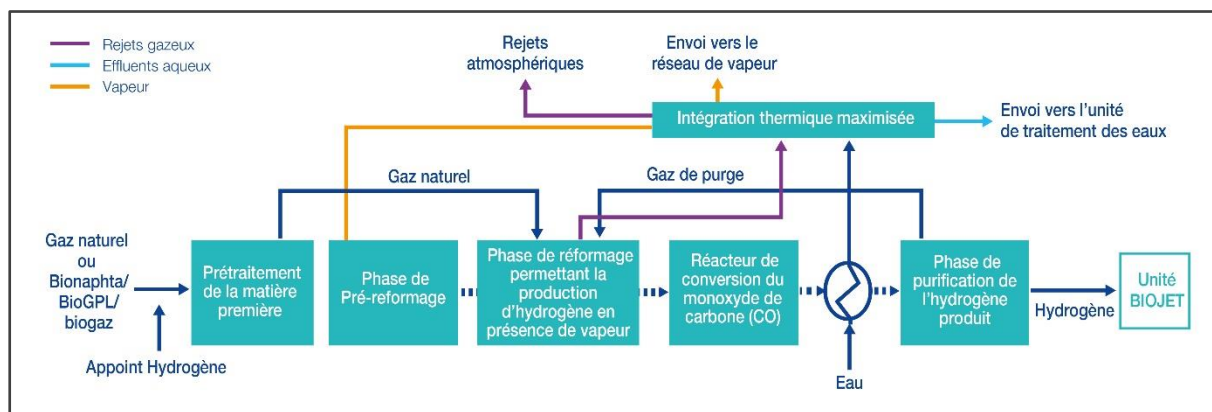 Rejets gazeux
Effluents aqueux
Vapeur
Rejets
atmosphériques
Envoi vers le
réseau de vapeur
Intégration thermique maximisée
Envoi vers l'unité
de traitement des eaux
Gaz naturel
Gaz de purge
Gaz naturel
ou
Bionaphta/
BioGPL/
biogaz
Appoint Hydrogène
Prétraitement
de la matière
première
Phase de
Pré-reformage
Phase de réformage
permettant la
production
d'hydrogène en
présence de vapeur
Réacteur de
conversion du
monoxyde de
carbone (CO)
Eau
Phase de
purification de
l'hydrogène
produit
Hydrogène
Unité
BIOJET